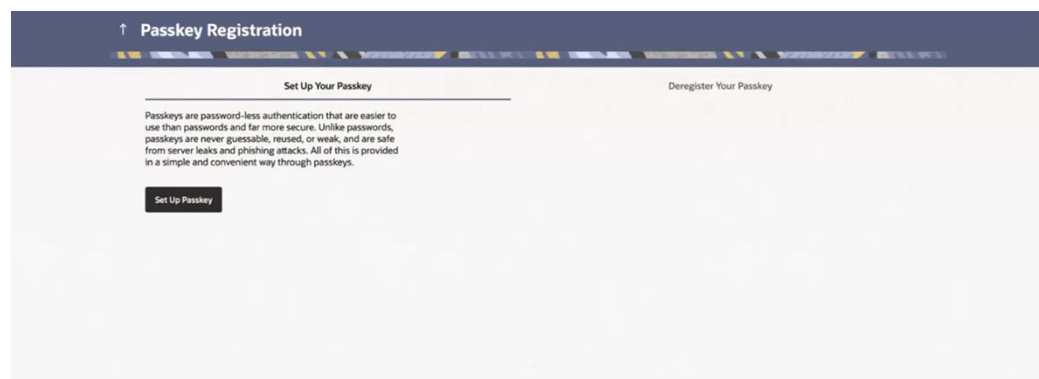 ↑ Passkey Registration
Set Up Your Passkey
Deregister Your Passkey
Passkeys are password-less authentication that are easier to
use than passwords and far more secure. Unlike passwords,
passkeys are never guessable, reused, or weak, and are safe
from server leaks and phishing attacks. All of this is provided
in a simple and convenient way through passkeys.
Set Up Passkey